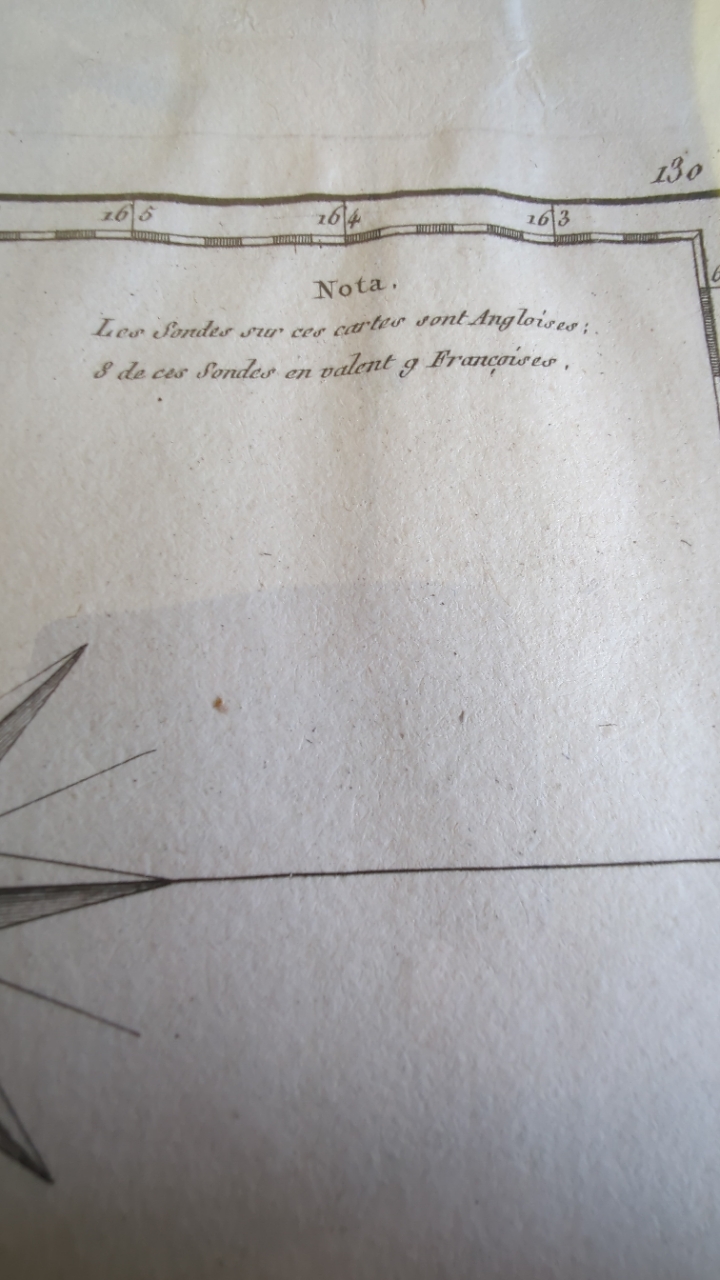 130
165 164 163
6
Nota.
Les Sondes sur ces cartes sont Angloises;
8 de ces Sondes en valent 9 Françoises.